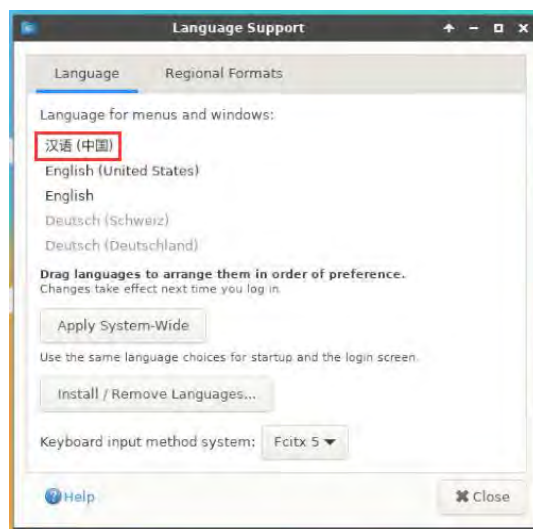 Language Support
Language Regional Formats
Language for menus and windows:
汉语 (中国)
English (United States)
English
Deutsch (Schweiz)
Deutsch (Deutschland)
Drag languages to arrange them in order of preference.
Changes take effect next time you log in.
Apply System-Wide
Use the same language choices for startup and the login screen.
Install / Remove Languages...
Keyboard input method system: Fcitx 5
Help Close